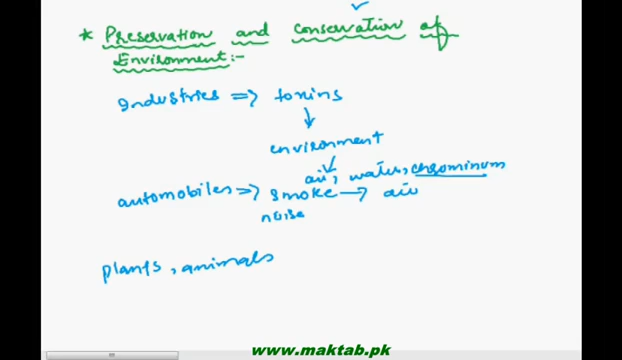 * Preservation and conservation of
Environment:-
Industries => toxins
↓
environment
↓
air, water, chrominum
automobiles => smoke → air
noise
plants, animals
www.maktab.pk